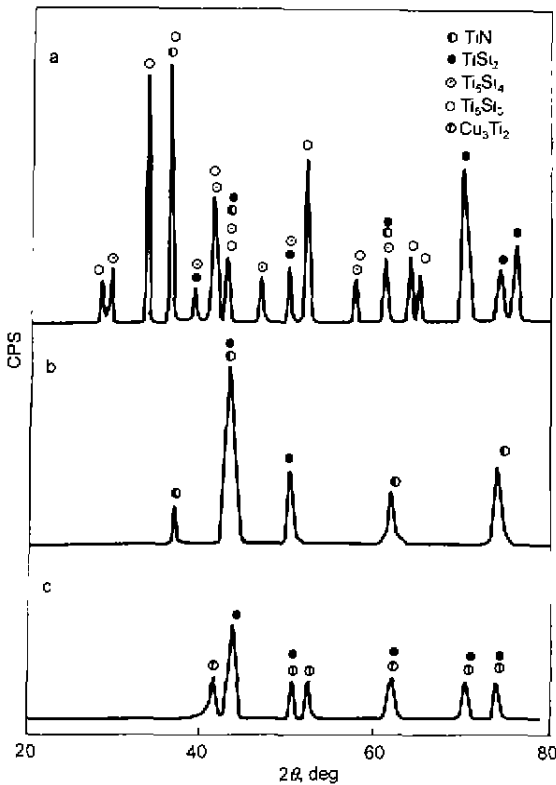 a
TiN
TiSi₂
Ti₅Si₄
Ti₅Si₃
Cu₃Ti₂
CPS
b
c
20
40
60
80
2θ, deg